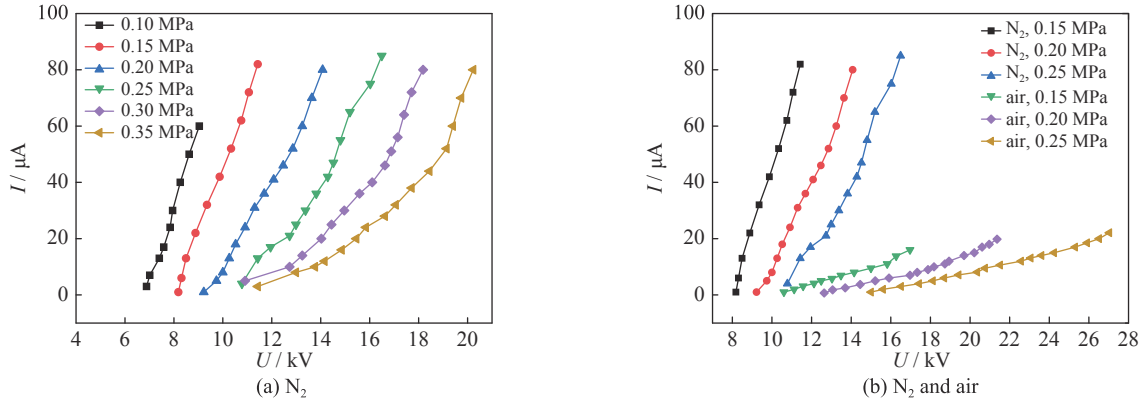 100
80
60
40
20
0
I / μA
0.10 MPa
0.15 MPa
0.20 MPa
0.25 MPa
0.30 MPa
0.35 MPa
4 6 8 10 12 14 16 18 20
U / kV
(a) N₂
100
80
60
40
20
0
I / μA
N₂, 0.15 MPa
N₂, 0.20 MPa
N₂, 0.25 MPa
air, 0.15 MPa
air, 0.20 MPa
air, 0.25 MPa
8 10 12 14 16 18 20 22 24 26 28
U / kV
(b) N₂ and air